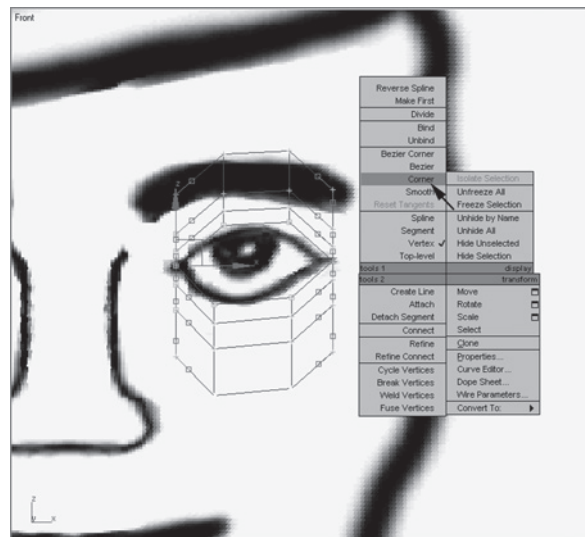 Front
Reverse Spline
Make First
Divide
Bind
Unbind
Bezier Corner
Bezier
Corner
Smooth
Reset Tangents
Spline
Segment
Vertex ✓
Top-level
tools 1
Isolate Selection
Unfreeze All
Freeze Selection
Unhide by Name
Unhide All
Hide Unselected
Hide Selection
display
tools 2
Create Line
Attach
Detach Segment
Connect
Refine
Refine Connect
Cycle Vertices
Break Vertices
Weld Vertices
Fuse Vertices
transform
Move
Rotate
Scale
Select
Clone
Properties...
Curve Editor...
Dope Sheet...
Wire Parameters...
Convert To:
z
z
y
x